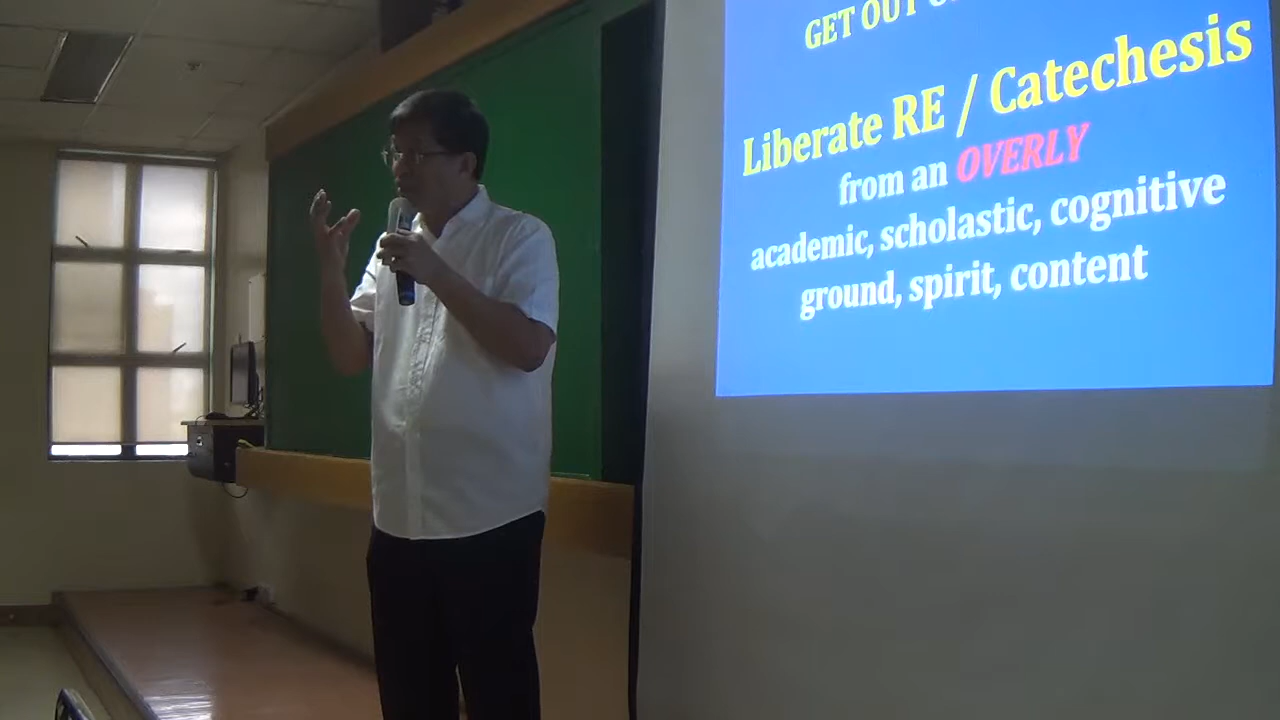 GET OUT
Liberate RE / Catechesis
from an OVERLY
academic, scholastic, cognitive
ground, spirit, content